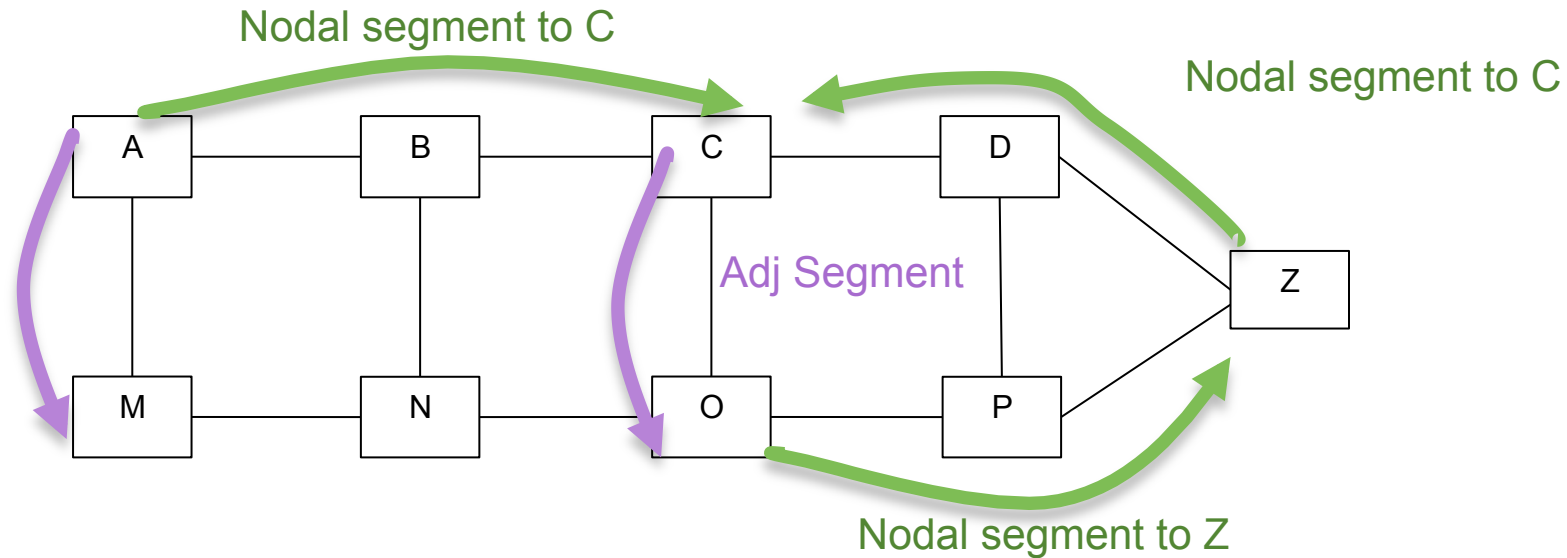 Nodal segment to C
Nodal segment to C
A
B
C
D
Adj Segment
Z
M
N
O
P
Nodal segment to Z